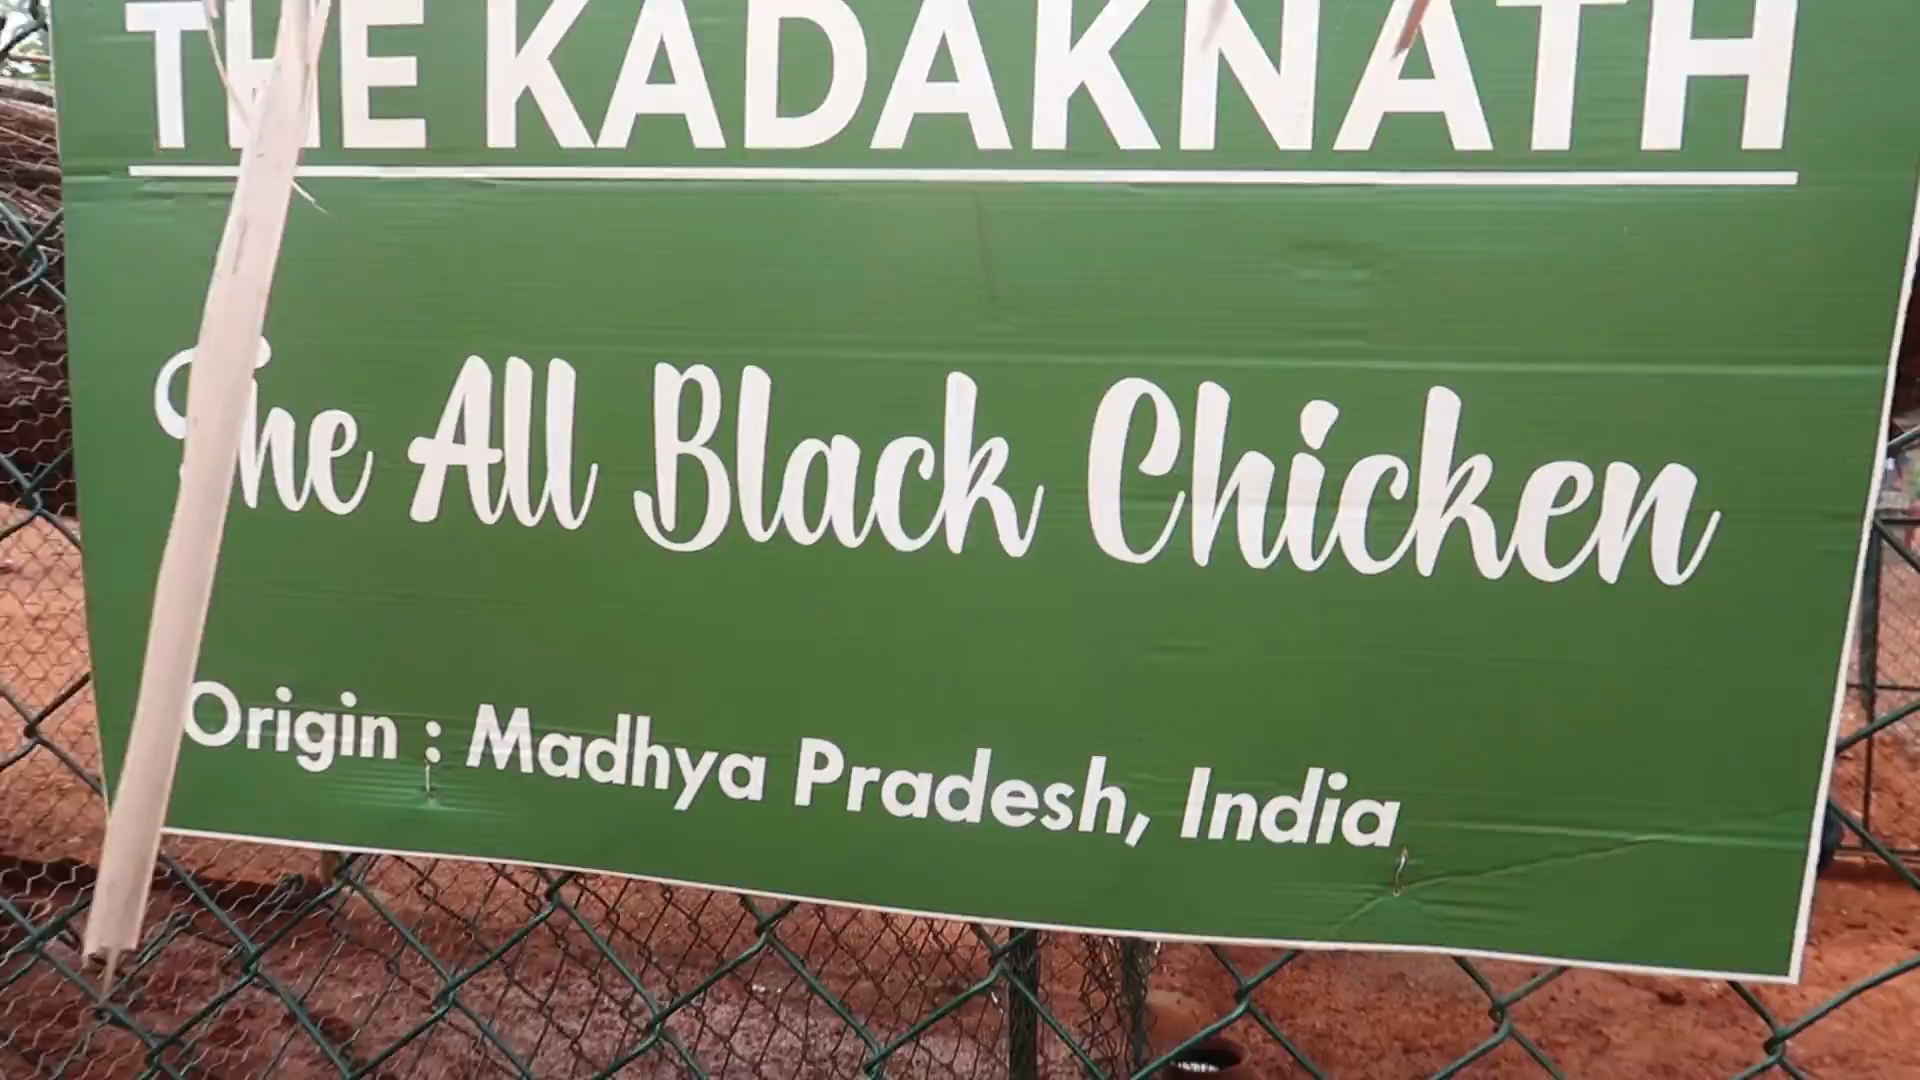 THE KADAKNATH
The All Black Chicken
Origin : Madhya Pradesh, India